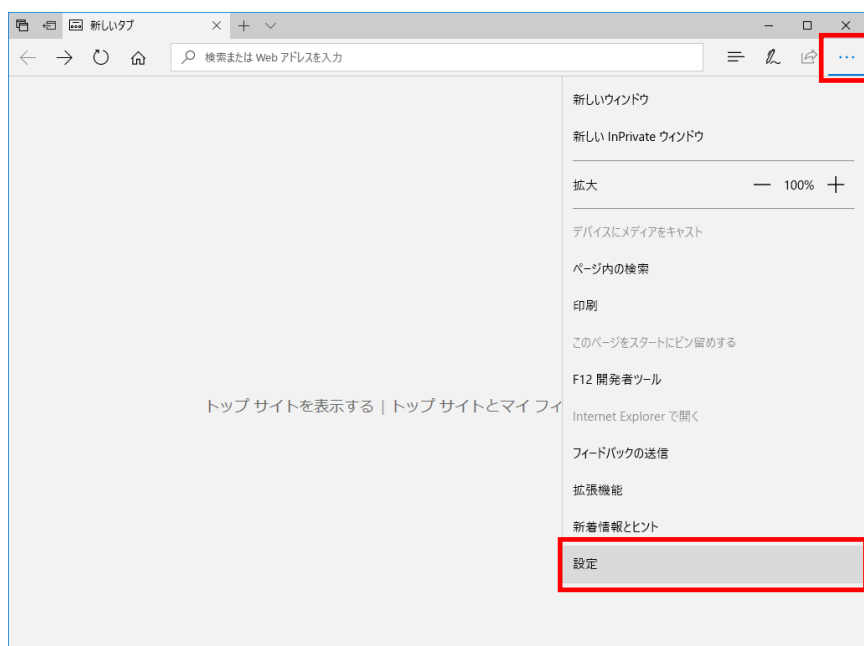 新しいタブ
検索または Web アドレスを入力
新しいウィンドウ
新しい InPrivate ウィンドウ
拡大 100%
デバイスにメディアをキャスト
ページ内の検索
印刷
このページをスタートにピン留めする
F12 開発者ツール
トップ サイトを表示する | トップ サイトとマイ フィ
Internet Explorer で開く
フィードバックの送信
拡張機能
新着情報とヒント
設定